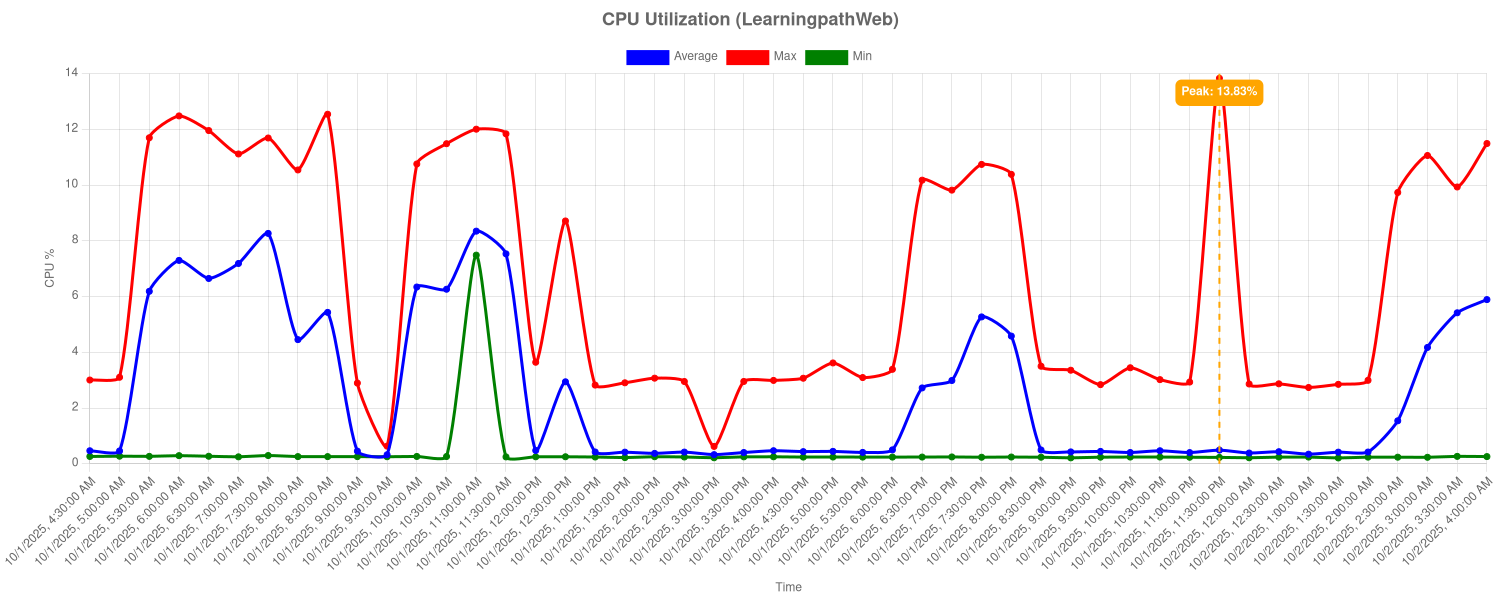 CPU Utilization (LearningpathWeb)
Average Max Min
14
12
10
8
6
4
2
0
CPU %
Peak: 13.83%
10/1/2025, 4:30:00 AM
10/1/2025, 5:00:00 AM
10/1/2025, 5:30:00 AM
10/1/2025, 6:00:00 AM
10/1/2025, 6:30:00 AM
10/1/2025, 7:00:00 AM
10/1/2025, 7:30:00 AM
10/1/2025, 8:00:00 AM
10/1/2025, 8:30:00 AM
10/1/2025, 9:00:00 AM
10/1/2025, 9:30:00 AM
10/1/2025, 10:00:00 AM
10/1/2025, 10:30:00 AM
10/1/2025, 11:00:00 AM
10/1/2025, 11:30:00 AM
10/1/2025, 12:00:00 PM
10/1/2025, 12:30:00 PM
10/1/2025, 1:00:00 PM
10/1/2025, 1:30:00 PM
10/1/2025, 2:00:00 PM
10/1/2025, 2:30:00 PM
10/1/2025, 3:00:00 PM
10/1/2025, 3:30:00 PM
10/1/2025, 4:00:00 PM
10/1/2025, 4:30:00 PM
10/1/2025, 5:00:00 PM
10/1/2025, 5:30:00 PM
10/1/2025, 6:00:00 PM
10/1/2025, 6:30:00 PM
10/1/2025, 7:00:00 PM
10/1/2025, 7:30:00 PM
10/1/2025, 8:00:00 PM
10/1/2025, 8:30:00 PM
10/1/2025, 9:00:00 PM
10/1/2025, 9:30:00 PM
10/1/2025, 10:00:00 PM
10/1/2025, 10:30:00 PM
10/1/2025, 11:00:00 PM
10/1/2025, 11:30:00 PM
10/2/2025, 12:00:00 AM
10/2/2025, 12:30:00 AM
10/2/2025, 1:00:00 AM
10/2/2025, 1:30:00 AM
10/2/2025, 2:00:00 AM
10/2/2025, 2:30:00 AM
10/2/2025, 3:00:00 AM
10/2/2025, 3:30:00 AM
10/2/2025, 4:00:00 AM
Time